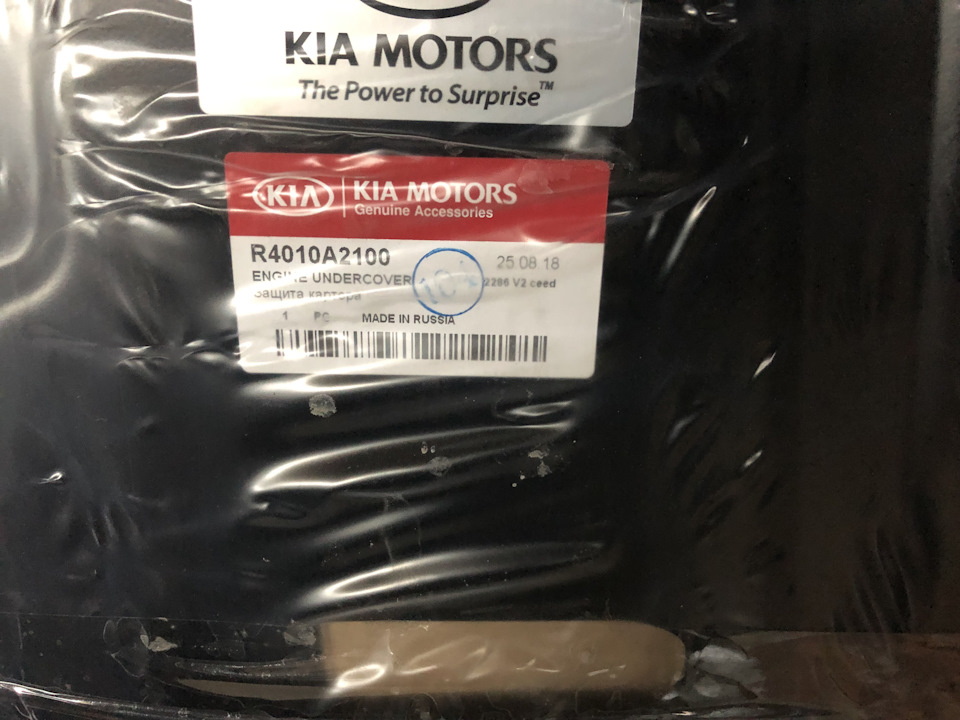 KIA MOTORS
The Power to Surprise™
KIA KIA MOTORS
Genuine Accessories
R4010A2100 25 08 18
ENGINE UNDERCOVER 2286 V2 ceed
Защита картера
1 PC MADE IN RUSSIA